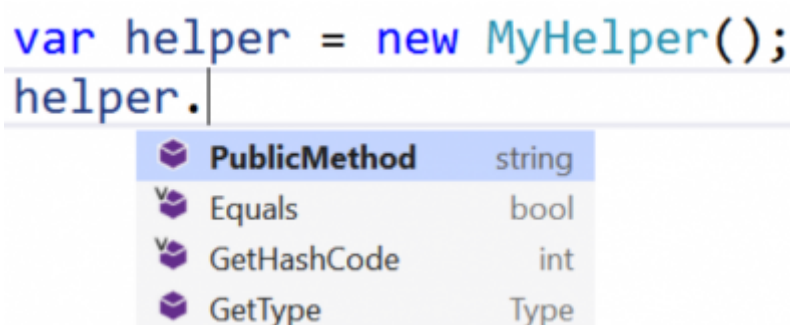 var helper = new MyHelper();
helper.
PublicMethod string
V Equals bool
V GetHashCode int
GetType Type